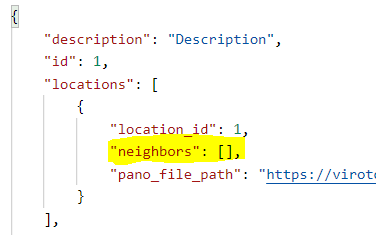 {
"description": "Description",
"id": 1,
"locations": [
{
"location_id": 1,
"neighbors": [],
"pano_file_path": "https://viroto
}
],